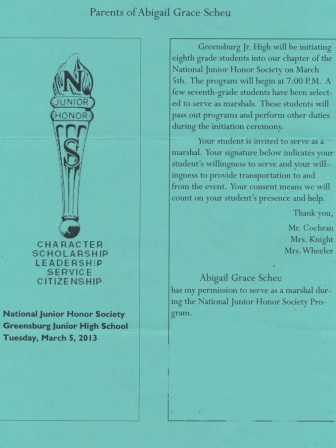 Parents of Abigail Grace Scheu
N
JUNIOR
HONOR
S
CHARACTER
SCHOLARSHIP
LEADERSHIP
SERVICE
CITIZENSHIP
National Junior Honor Society
Greensburg Junior High School
Tuesday, March 5, 2013
Greensburg Jr. High will be initiating
eighth grade students into our chapter of the
National Junior Honor Society on March
5th. The program will begin at 7:00 P.M. A
few seventh-grade students have been select-
ed to serve as marshals. These students will
pass out programs and perform other duties
during the initiation ceremony.
Your student is invited to serve as a
marshal. Your signature below indicates your
student's willingness to serve and your will-
ingness to provide transportation to and
from the event. Your consent means we will
count on your student's presence and help.
Thank you,
Mr. Cochran
Mrs. Knight
Mrs. Wheeler
Abigail Grace Scheu
has my permission to serve as a marshal dur-
ing the National Junior Honor Society Pro-
gram.